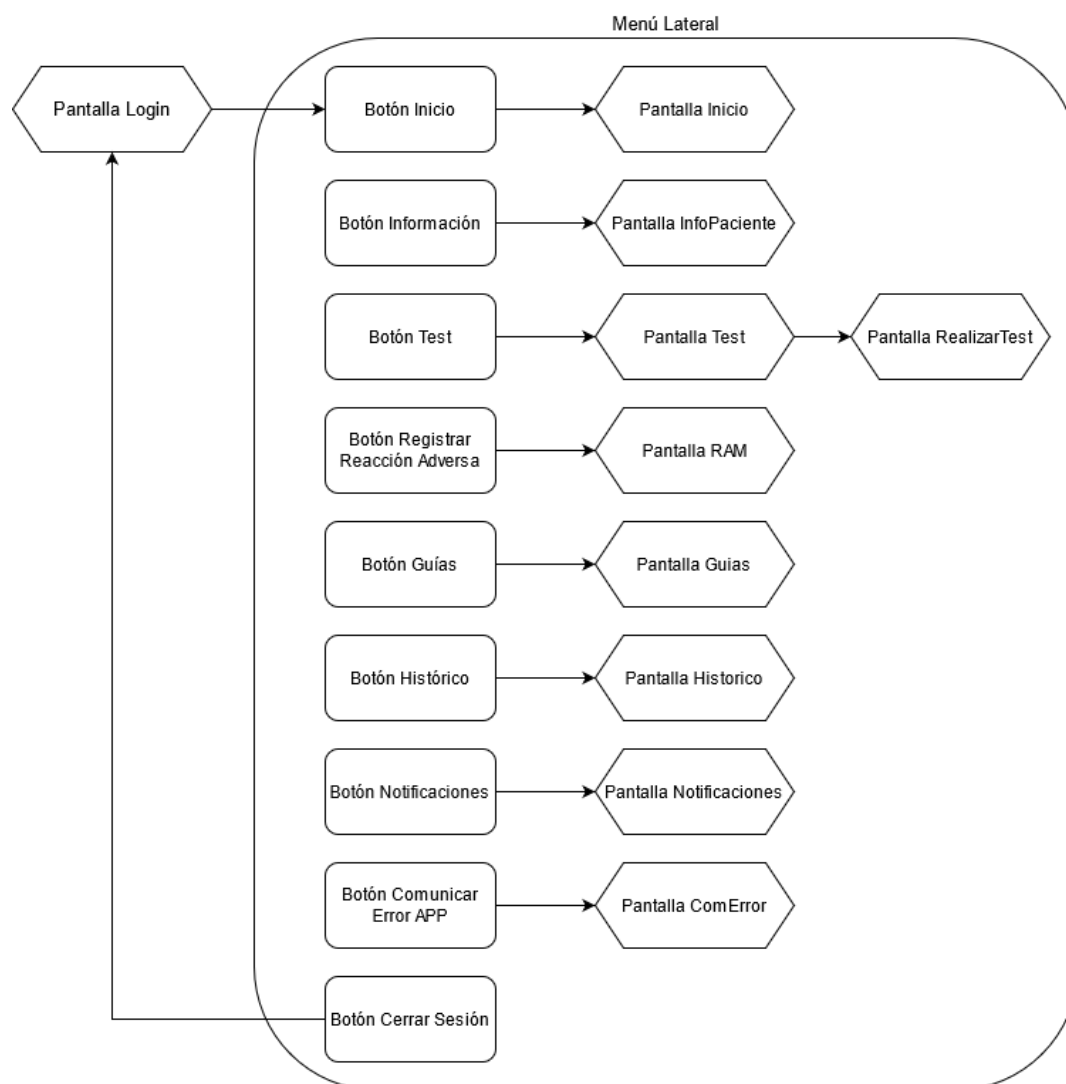 Menú Lateral
Pantalla Login
Botón Inicio
Pantalla Inicio
Botón Información
Pantalla InfoPaciente
Botón Test
Pantalla Test
Pantalla RealizarTest
Botón Registrar
Reacción Adversa
Pantalla RAM
Botón Guías
Pantalla Guias
Botón Histórico
Pantalla Historico
Botón Notificaciones
Pantalla Notificaciones
Botón Comunicar
Error APP
Pantalla ComError
Botón Cerrar Sesión